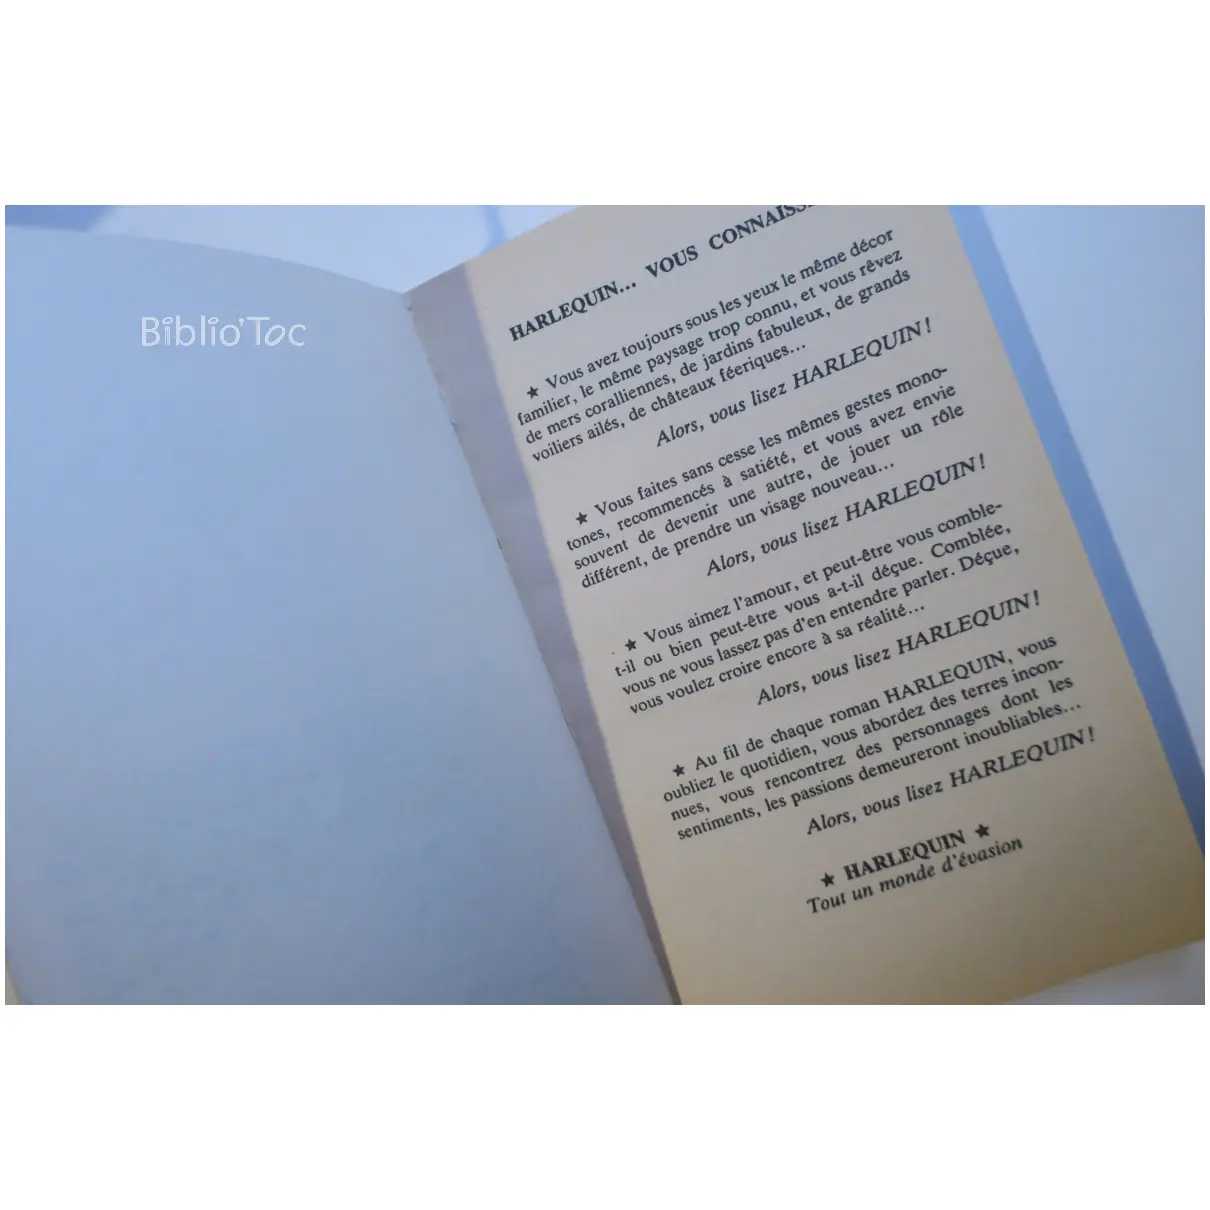 Biblio'Toc
HARLEQUIN... VOUS
★ Vous avez toujours sous les yeux le même décor
familier, le même paysage trop connu, et vous rêvez
de mers coralliennes, de jardins fabuleux, de grands
voiliers ailés, de châteaux féeriques...
Alors, vous lisez HARLEQUIN!
★ Vous faites sans cesse les mêmes gestes mono-
tones, recommencés à satiété, et vous avez envie
souvent de devenir une autre, de jouer un rôle
différent, de prendre un visage nouveau...
Alors, vous lisez HARLEQUIN!
★ Vous aimez l'amour, et peut-être vous comble-
t-il ou bien peut-être vous a-t-il déçue. Comblée,
vous ne vous lassez pas d'en entendre parler. Déçue,
vous voulez croire encore à sa réalité...
Alors, vous lisez HARLEQUIN!
★ Au fil de chaque roman HARLEQUIN, vous
oubliez le quotidien, vous abordez des terres incon-
nues, vous rencontrez des personnages dont les
sentiments, les passions demeureront inoubliables...
Alors, vous lisez HARLEQUIN!
★ HARLEQUIN ★
Tout un monde d'évasion